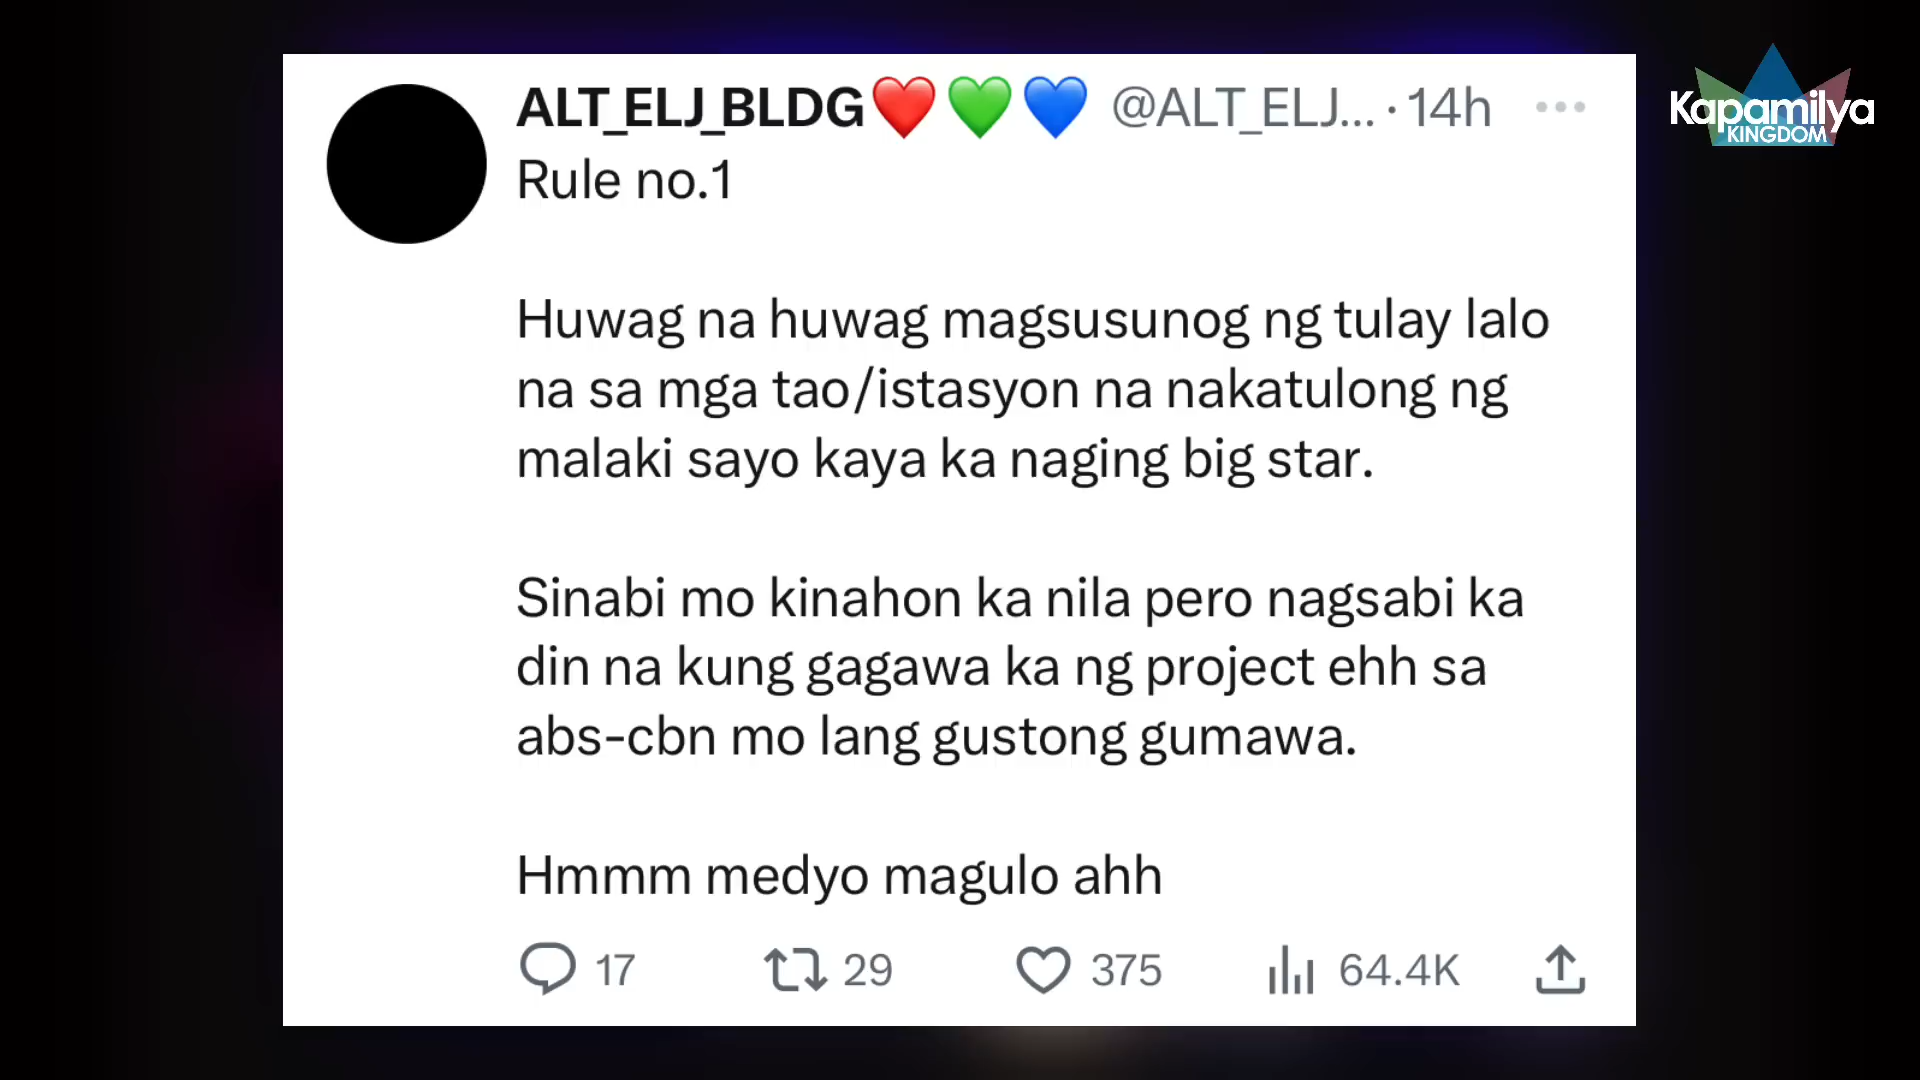 ALT_ELJ_BLDG❤️💚💙 @ALT_ELJ... · 14h
Rule no.1
Huwag na huwag magsusunog ng tulay lalo
na sa mga tao/istasyon na nakatulong ng
malaki sayo kaya ka naging big star.
Sinabi mo kinahon ka nila pero nagsabi ka
din na kung gagawa ka ng project ehh sa
abs-cbn mo lang gustong gumawa.
Hmmm medyo magulo ahh
17 29 375 64.4K
Kapamilya
KINGDOM